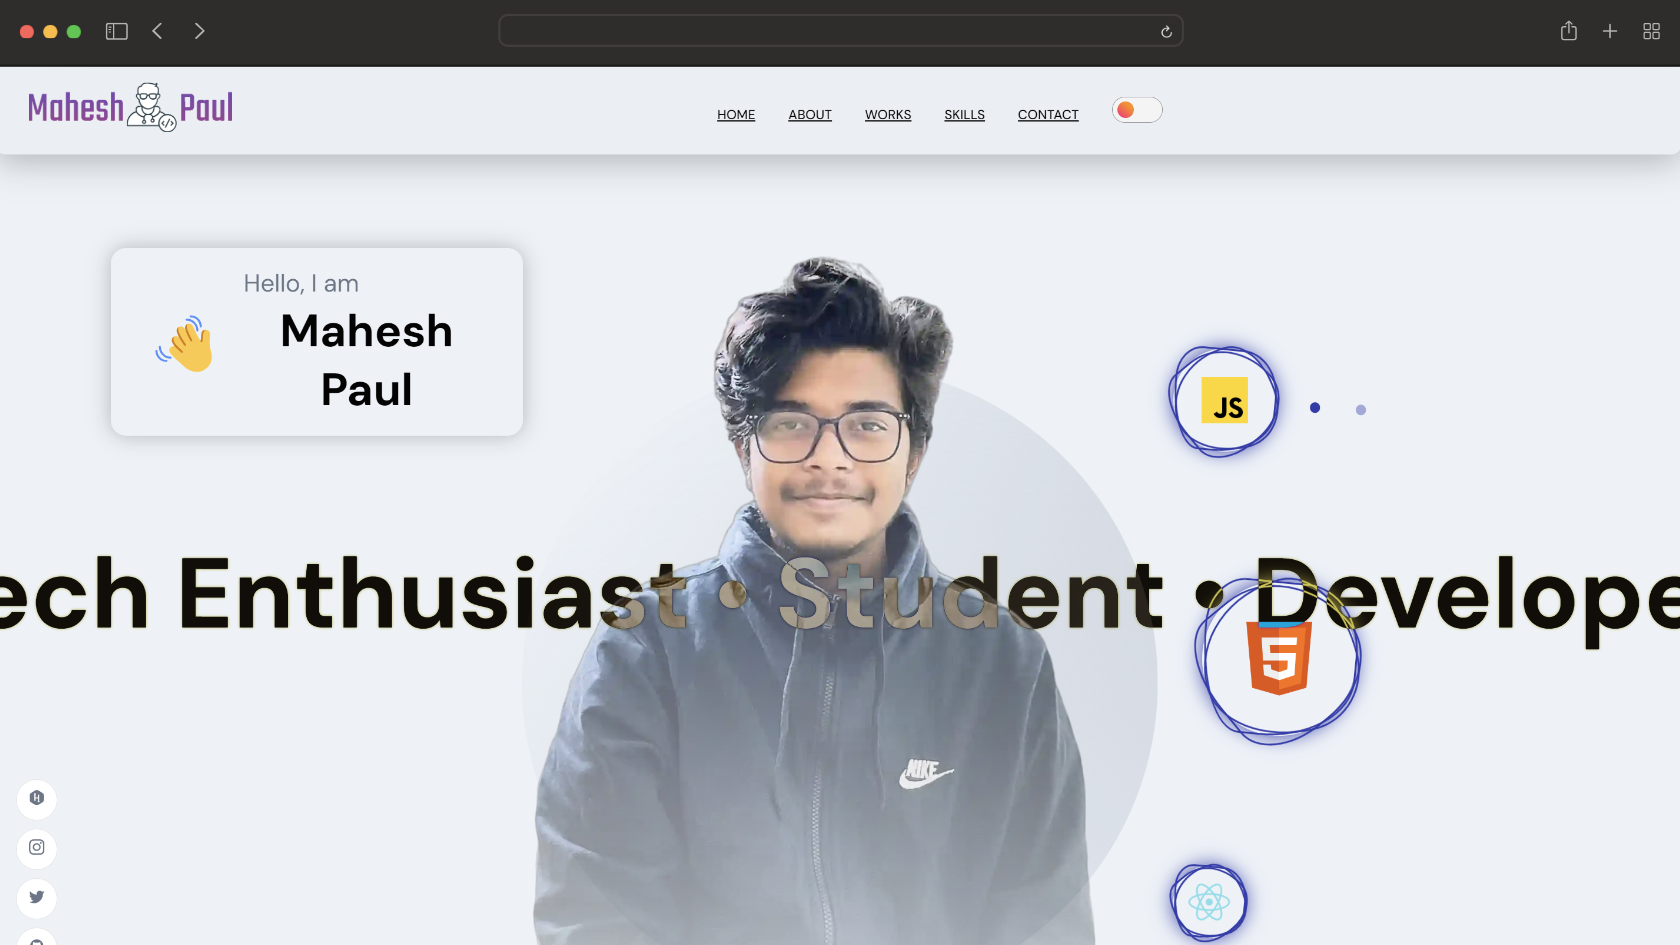 Mahesh Paul
HOME ABOUT WORKS SKILLS CONTACT
Hello, I am
Mahesh
Paul
JS
ech Enthusiast • Student • Develope
5
NIKE
H